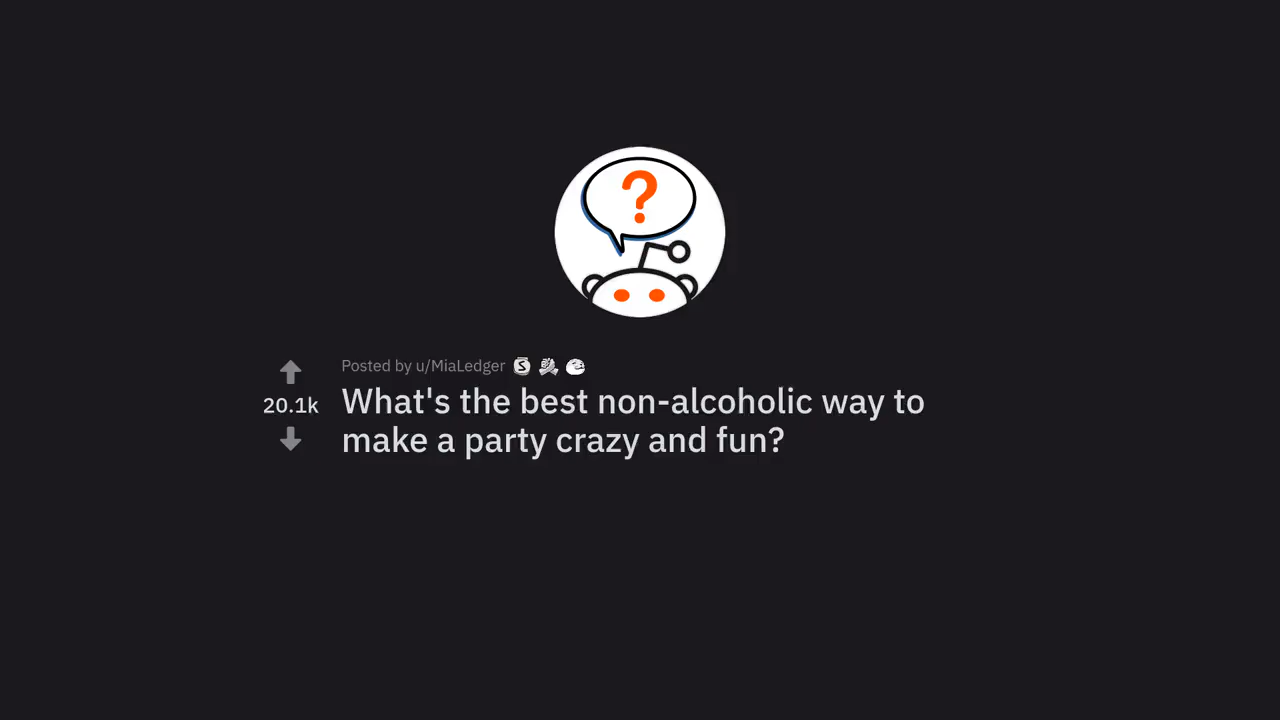 ?
Posted by u/MiaLedger
20.1k
What's the best non-alcoholic way to
make a party crazy and fun?